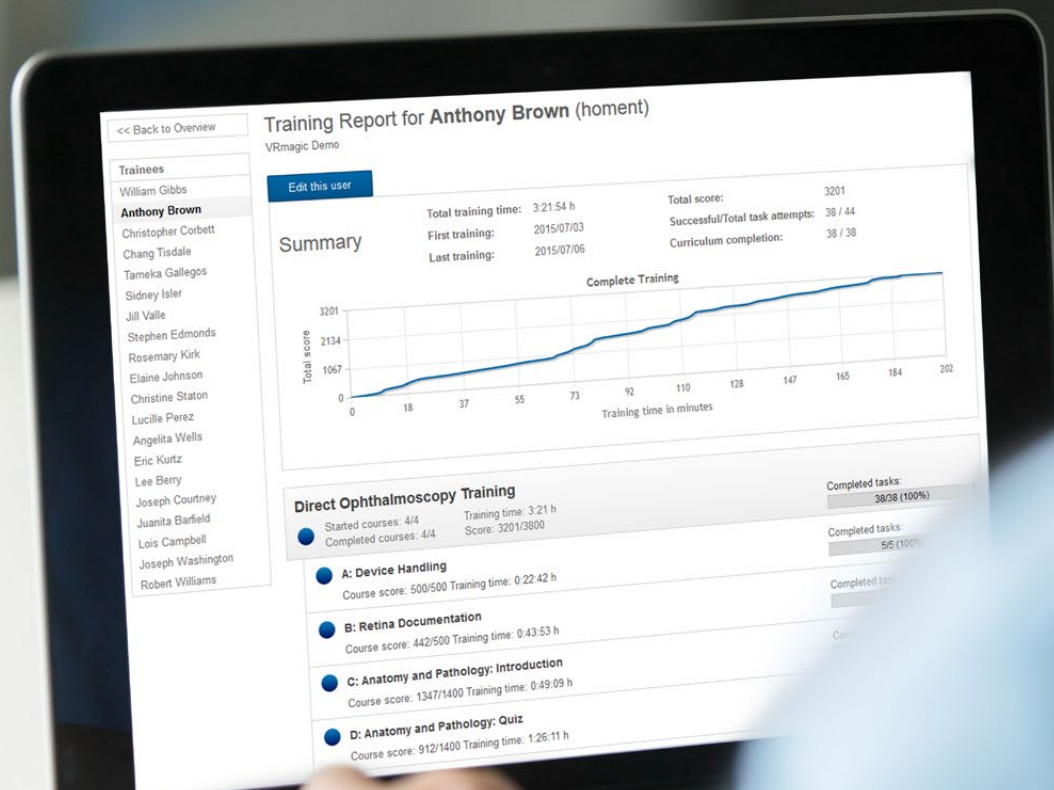 << Back to Overview
Trainees
William Gibbs
Anthony Brown
Christopher Corbett
Chang Tisdale
Tameka Gallegos
Sidney Isler
Jill Valle
Stephen Edmonds
Rosemary Kirk
Elaine Johnson
Christine Staton
Lucille Perez
Angelita Wells
Eric Kurtz
Lee Berry
Joseph Courtney
Juanita Barfield
Lois Campbell
Joseph Washington
Robert Williams
Training Report for Anthony Brown (homent)
VRmagic Demo
Edit this user
Summary
Total training time: 3:21:54 h
First training: 2015/07/03
Last training: 2015/07/06
Total score: 3201
Successful/Total task attempts: 38 / 44
Curriculum completion: 38 / 38
Complete Training
Total score
3201
2134
1067
0
0 18 37 55 73 92 110 128 147 165 184 202
Training time in minutes
Direct Ophthalmoscopy Training
Started courses: 4/4 Training time: 3:21 h
Completed courses: 4/4 Score: 3201/3800
Completed tasks:
38/38 (100%)
A: Device Handling
Course score: 500/500 Training time: 0:22:42 h
Completed tasks:
5/5 (100%
B: Retina Documentation
Course score: 442/500 Training time: 0:43:53 h
Completed
C: Anatomy and Pathology: Introduction
Course score: 1347/1400 Training time: 0:49:09 h
D: Anatomy and Pathology: Quiz
Course score: 912/1400 Training time: 1:26:11 h